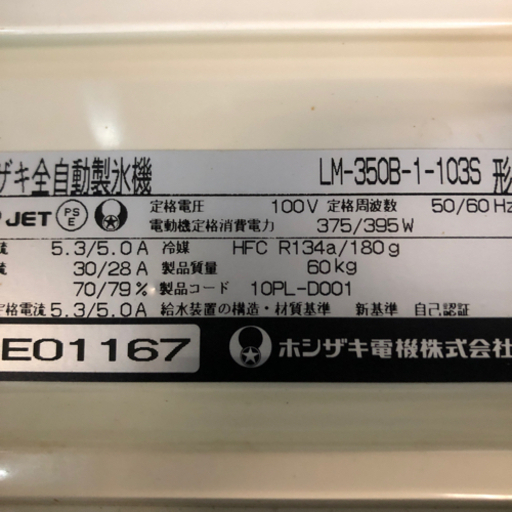 ザキ全自動製氷機 LM-350B-1-103S 形
JET PSE 定格電圧 100V 定格周波数 50/60Hz
電動機定格消費電力 375/395W
流 5.3/5.0A 冷媒 HFC R134a/180g
流 30/28A 製品質量 60kg
70/79% 製品コード 10PL-D001
定格電流 5.3/5.0A 給水装置の構造・材質基準 新 自己認証
E01167 ホシザキ電機株式会社